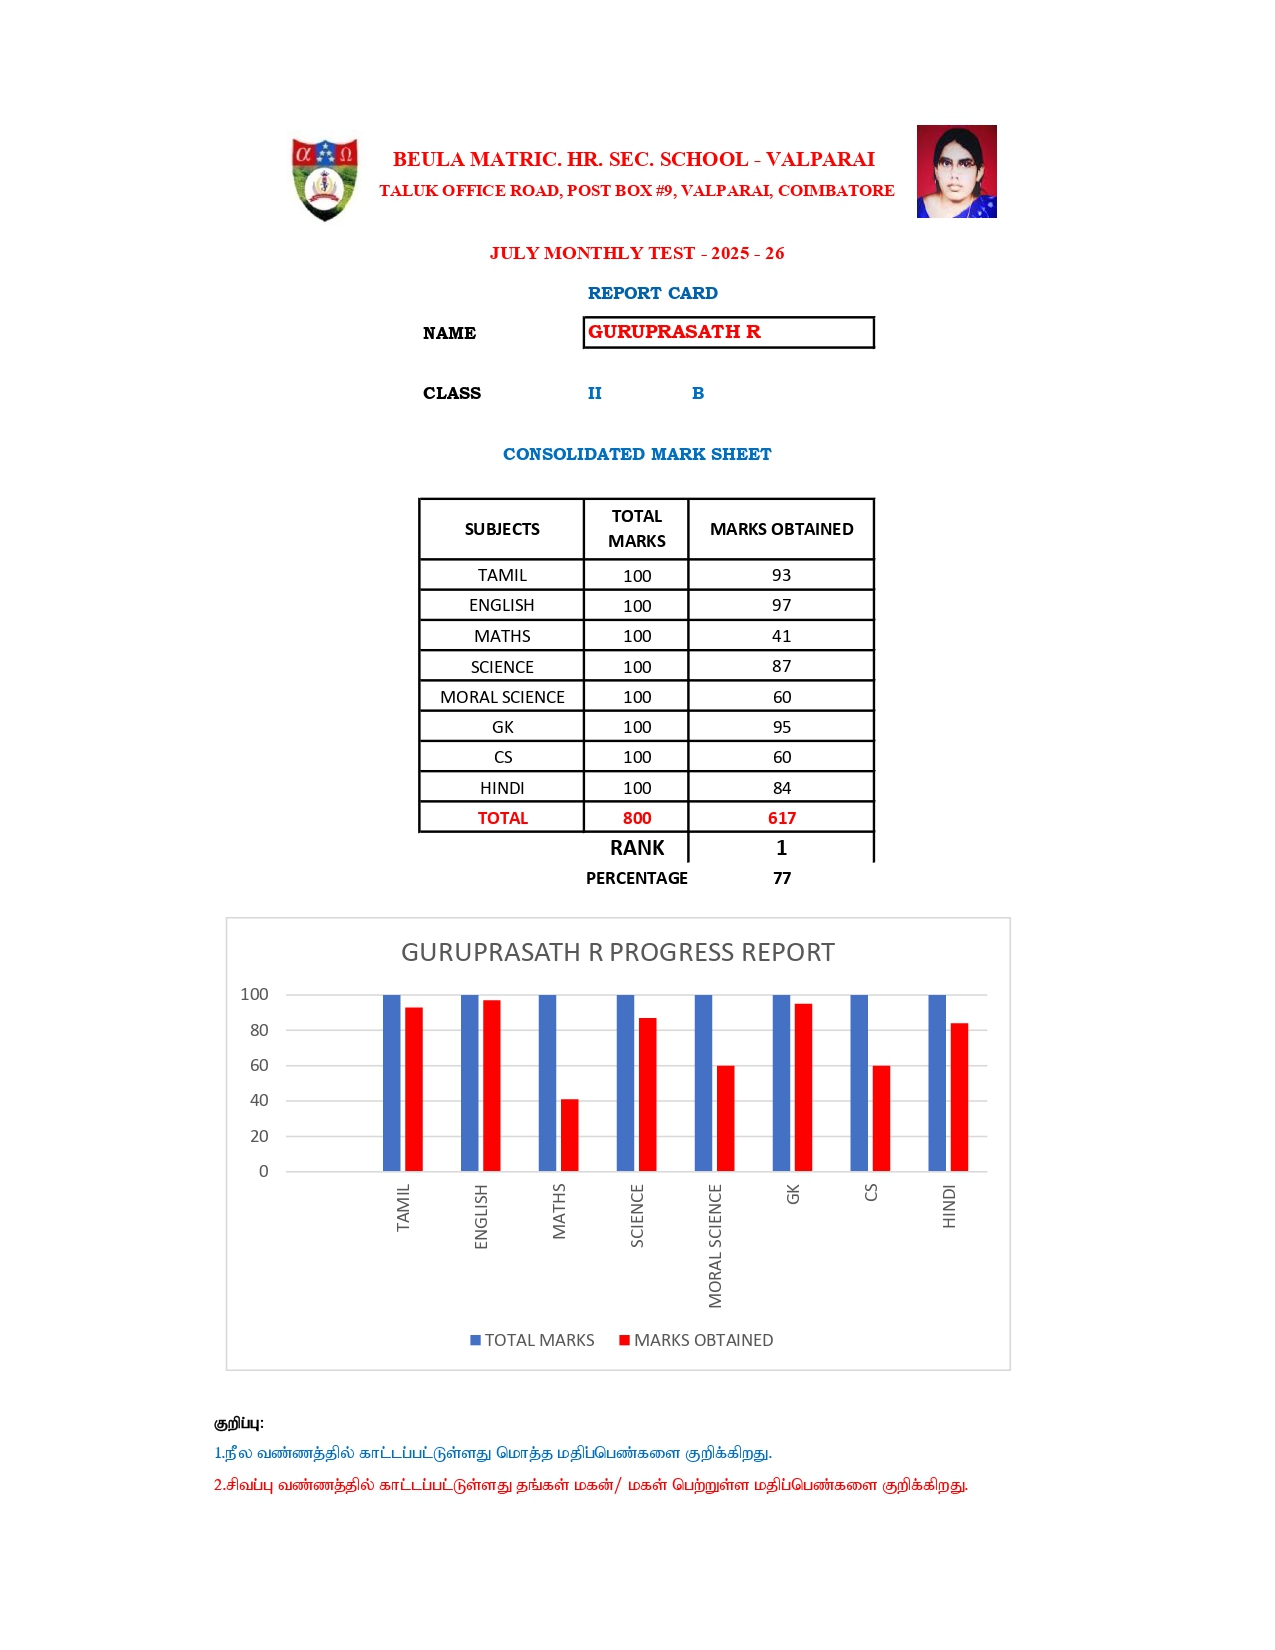 α Ω
BEULA MATRIC. HR. SEC. SCHOOL - VALPARAI
TALUK OFFICE ROAD, POST BOX #9, VALPARAI, COIMBATORE
JULY MONTHLY TEST - 2025 - 26
REPORT CARD
NAME GURUPRASATH R
CLASS II B
CONSOLIDATED MARK SHEET
SUBJECTS TOTAL MARKS MARKS OBTAINED
TAMIL 100 93
ENGLISH 100 97
MATHS 100 41
SCIENCE 100 87
MORAL SCIENCE 100 60
GK 100 95
CS 100 60
HINDI 100 84
TOTAL 800 617
RANK 1
PERCENTAGE 77
GURUPRASATH R PROGRESS REPORT
100
80
60
40
20
0
TAMIL ENGLISH MATHS SCIENCE MORAL SCIENCE GK CS HINDI
TOTAL MARKS MARKS OBTAINED
குறிப்பு:
1.நீல வண்ணத்தில் காட்டப்பட்டுள்ளது மொத்த மதிப்பெண்களை குறிக்கிறது.
2.சிவப்பு வண்ணத்தில் காட்டப்பட்டுள்ளது தங்கள் மகன்/ மகள் பெற்றுள்ள மதிப்பெண்களை குறிக்கிறது.